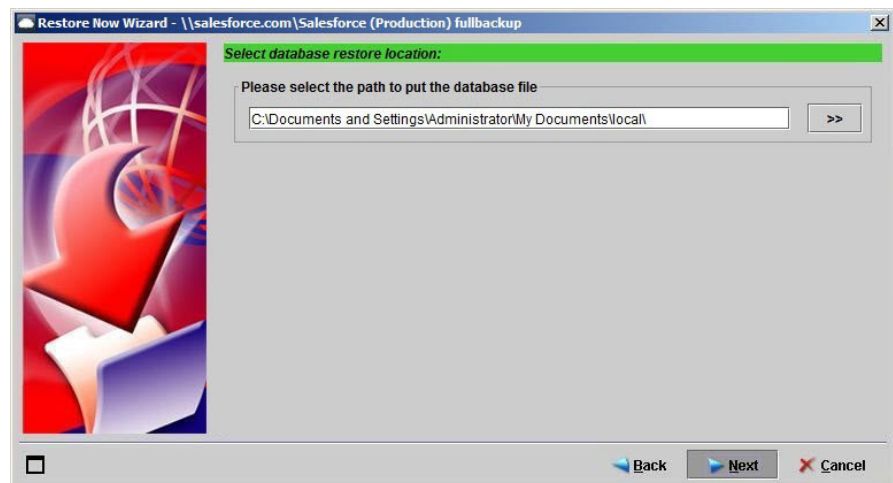 Restore Now Wizard - \\salesforce.com\Salesforce (Production) fullbackup
Select database restore location:
Please select the path to put the database file
C:\Documents and Settings\Administrator\My Documents\local\
>>
Back
Next
Cancel